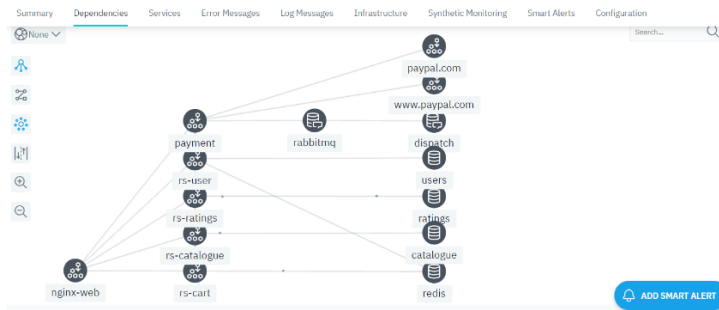 Summary Dependencies Services Error Messages Log Messages Infrastructure Synthetic Monitoring Smart Alerts Configuration
None
Search...
paypal.com
www.paypal.com
payment rabbitmq dispatch
rs-user users
rs-ratings ratings
rs-catalogue catalogue
nginx-web rs-cart redis
ADD SMART ALERT